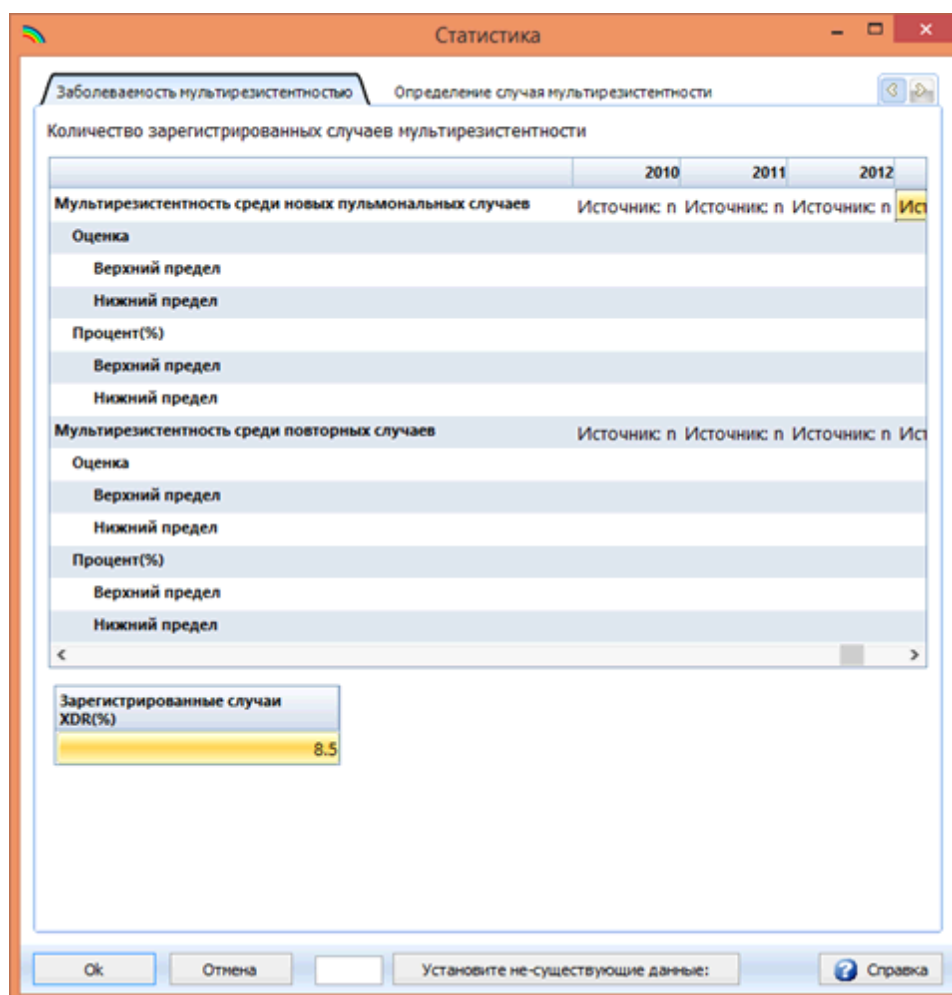 Статистика
Заболеваемость мультирезистентностью Определение случая мультирезистентности
Количество зарегистрированных случаев мультирезистентности
2010 2011 2012
Мультирезистентность среди новых пульмональных случаев Источник: п Источник: п Источник: п Ист
Оценка
Верхний предел
Нижний предел
Процент(%)
Верхний предел
Нижний предел
Мультирезистентность среди повторных случаев Источник: п Источник: п Источник: п Ист
Оценка
Верхний предел
Нижний предел
Процент(%)
Верхний предел
Нижний предел
Зарегистрированные случаи
XDR(%)
8.5
Ok Отмена Установите не-существующие данные: Справка